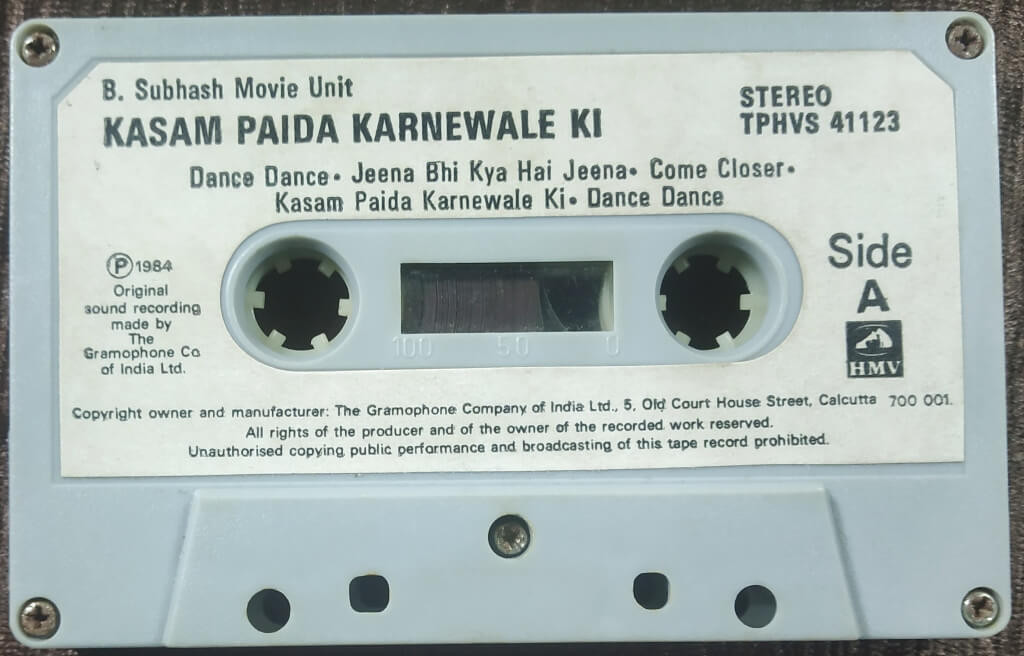 B. Subhash Movie Unit
KASAM PAIDA KARNEWALE KI
STEREO
TPHVS 41123
Dance Dance• Jeena Bhi Kya Hai Jeena• Come Closer•
Kasam Paida Karnewale Ki• Dance Dance
Ⓟ 1984
Original
sound recording
made by
The
Gramophone Co
of India Ltd.
Side
A
HMV
100 50 0
Copyright owner and manufacturer: The Gramophone Company of India Ltd., 5, Old Court House Street, Calcutta 700 001.
All rights of the producer and of the owner of the recorded work reserved.
Unauthorised copying public performance and broadcasting of this tape record prohibited.